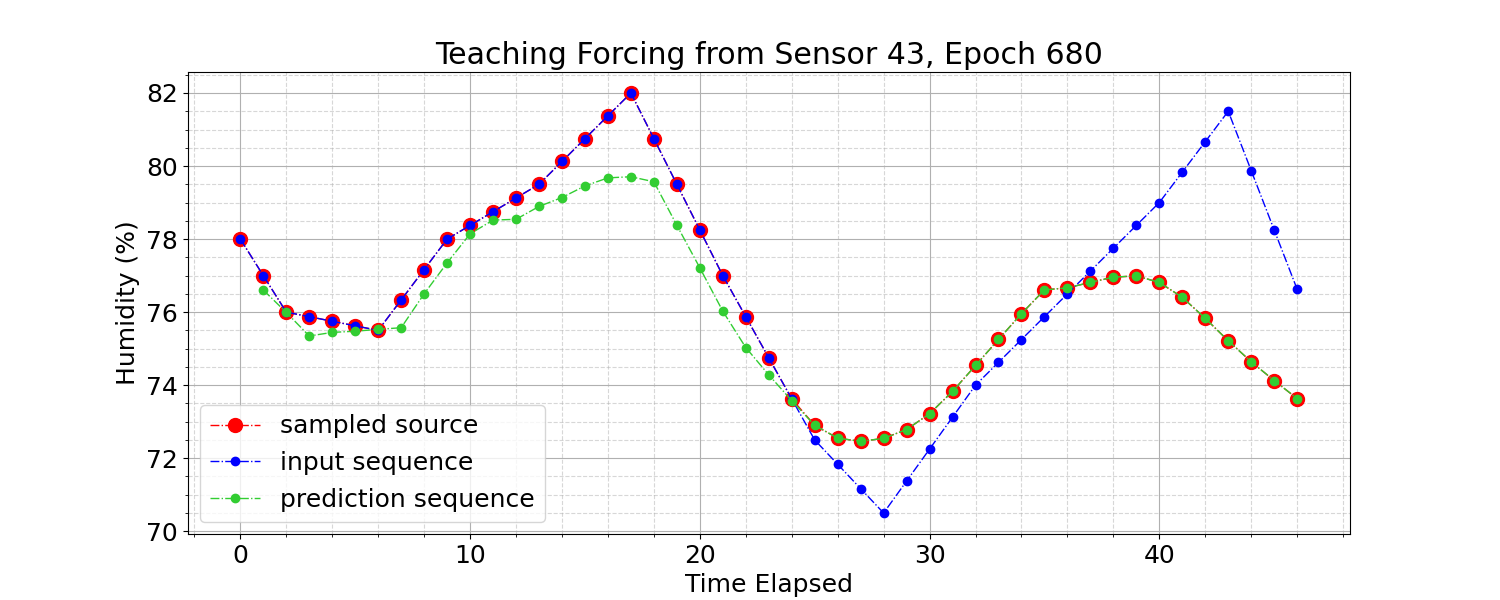 Teaching Forcing from Sensor 43, Epoch 680
Humidity (%)
82
80
78
76
74
72
70
sampled source
input sequence
prediction sequence
0 10 20 30 40
Time Elapsed